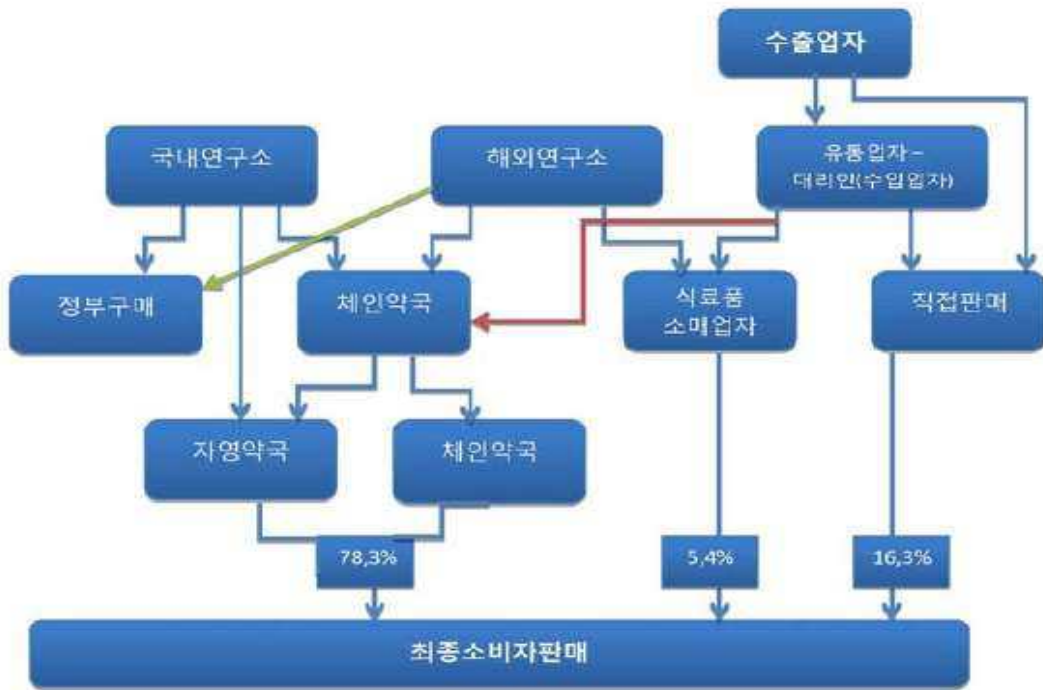 수출업자
국내연구소
해외연구소
유통업자 –
대리인(수입업자)
정부구매
체인약국
식료품
소매업자
직접판매
자영약국
체인약국
78,3%
5,4%
16,3%
최종소비자판매